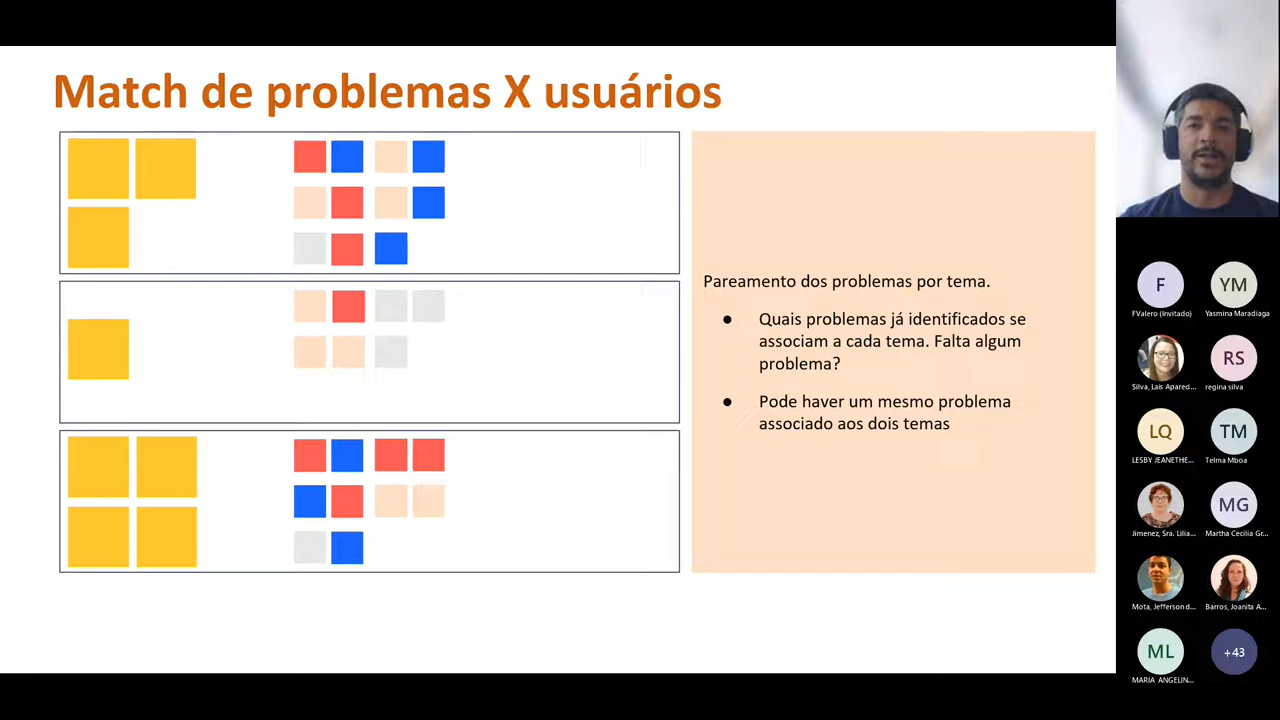 Match de problemas X usuários
Pareamento dos problemas por tema.
● Quais problemas já identificados se
associam a cada tema. Falta algum
problema?
● Pode haver um mesmo problema
associado aos dois temas
F
YM
FValero (Invitado)
Yasmina Maradiaga
RS
Silva, Lais Apared...
regina silva
LQ
TM
LESBY JEANETHE...
Telma Mboa
MG
Jimenez, Sra. Lilia...
Martha Cecilia Gr...
Mota, Jefferson d...
Barros, Joanita A...
ML
+43
MARIA ANGELIN...